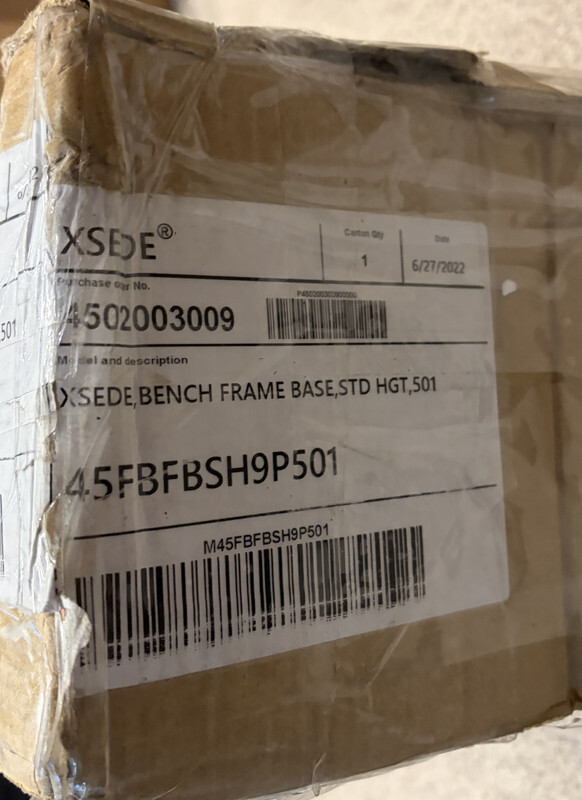 XSEDE®
Carton Qty
1
Date
6/27/2022
Purchase order No.
4502003009
Model and description
XSEDE,BENCH FRAME BASE,STD HGT,501
45FBFBSH9P501
M45FBFBSH9P501
501